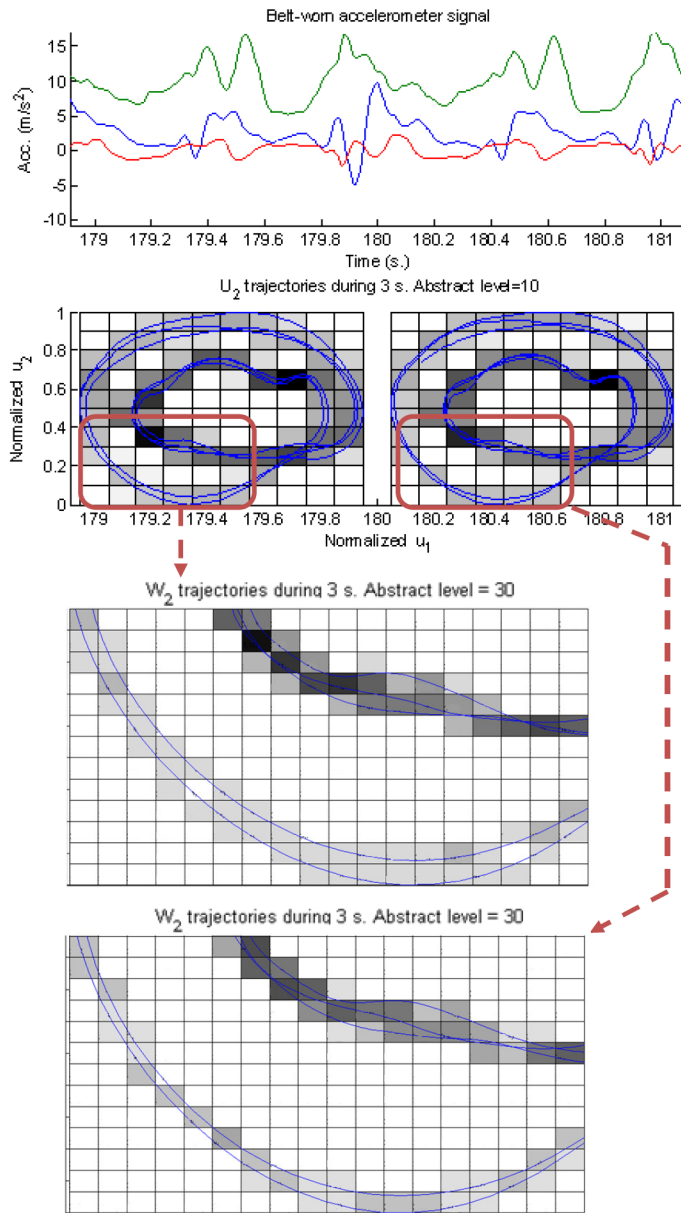 Belt-worn accelerometer signal
15
10
5
0
-5
-10
Acc. (m/s²)
179 179.2 179.4 179.6 179.8 180 180.2 180.4 180.6 180.8 181
Time (s.)
U₂ trajectories during 3 s. Abstract level=10
1
0.8
0.6
0.4
0.2
0
Normalized u₂
179 179.2 179.4 179.6 179.8 180 180.2 180.4 180.6 180.8 181
Normalized u₁
W₂ trajectories during 3 s. Abstract level = 30
W₂ trajectories during 3 s. Abstract level = 30